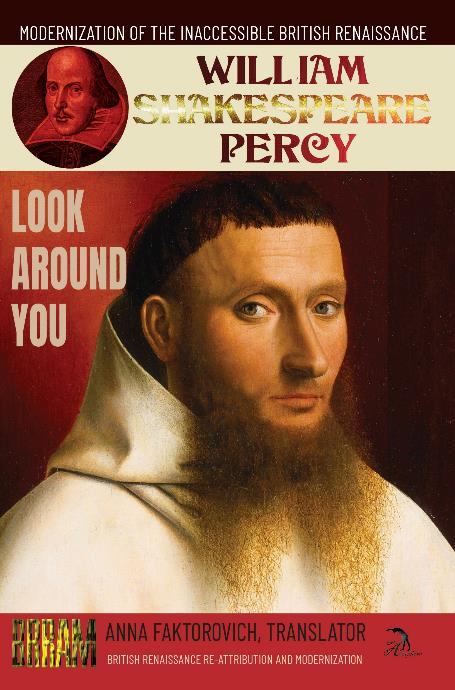 MODERNIZATION OF THE INACCESSIBLE BRITISH RENAISSANCE
WILLIAM
SHAKESPEARE
PERCY
LOOK
AROUND
YOU
BRRAM
ANNA FAKTOROVICH, TRANSLATOR
BRITISH RENAISSANCE RE-ATTRIBUTION AND MODERNIZATION